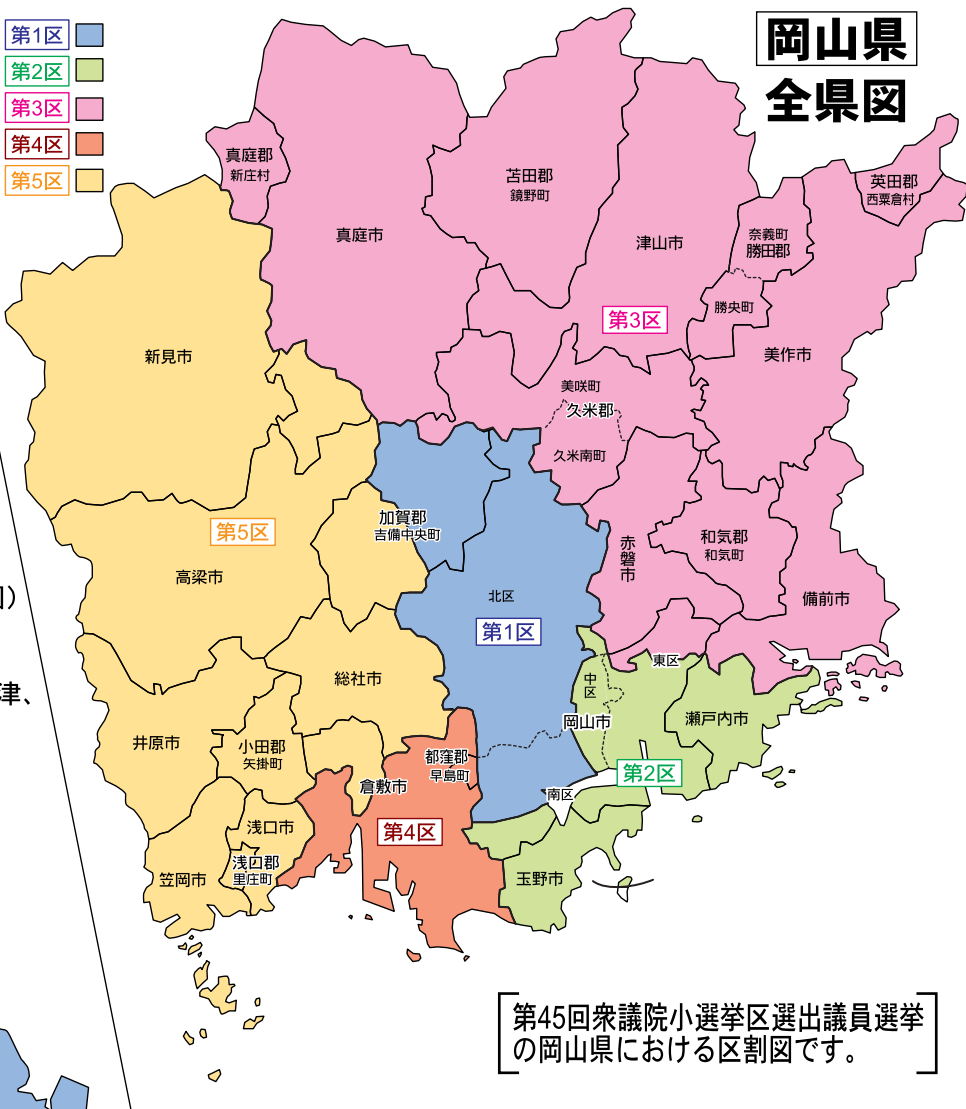 第1区
第2区
第3区
第4区
第5区
岡山県
全県図
真庭郡
新庄村
真庭市
苫田郡
鏡野町
津山市
奈義町
勝田郡
勝央町
英田郡
西粟倉村
美作市
第3区
新見市
美咲町
久米郡
久米南町
第5区
高梁市
加賀郡
吉備中央町
赤磐市
和気郡
和気町
備前市
北区
第1区
総社市
東区
中区
岡山市
瀬戸内市
第2区
南区
井原市
小田郡
矢掛町
都窪郡
早島町
倉敷市
第4区
浅口市
浅口郡
里庄町
笠岡市
玉野市
津、
第45回衆議院小選挙区選出議員選挙
の岡山県における区割図です。